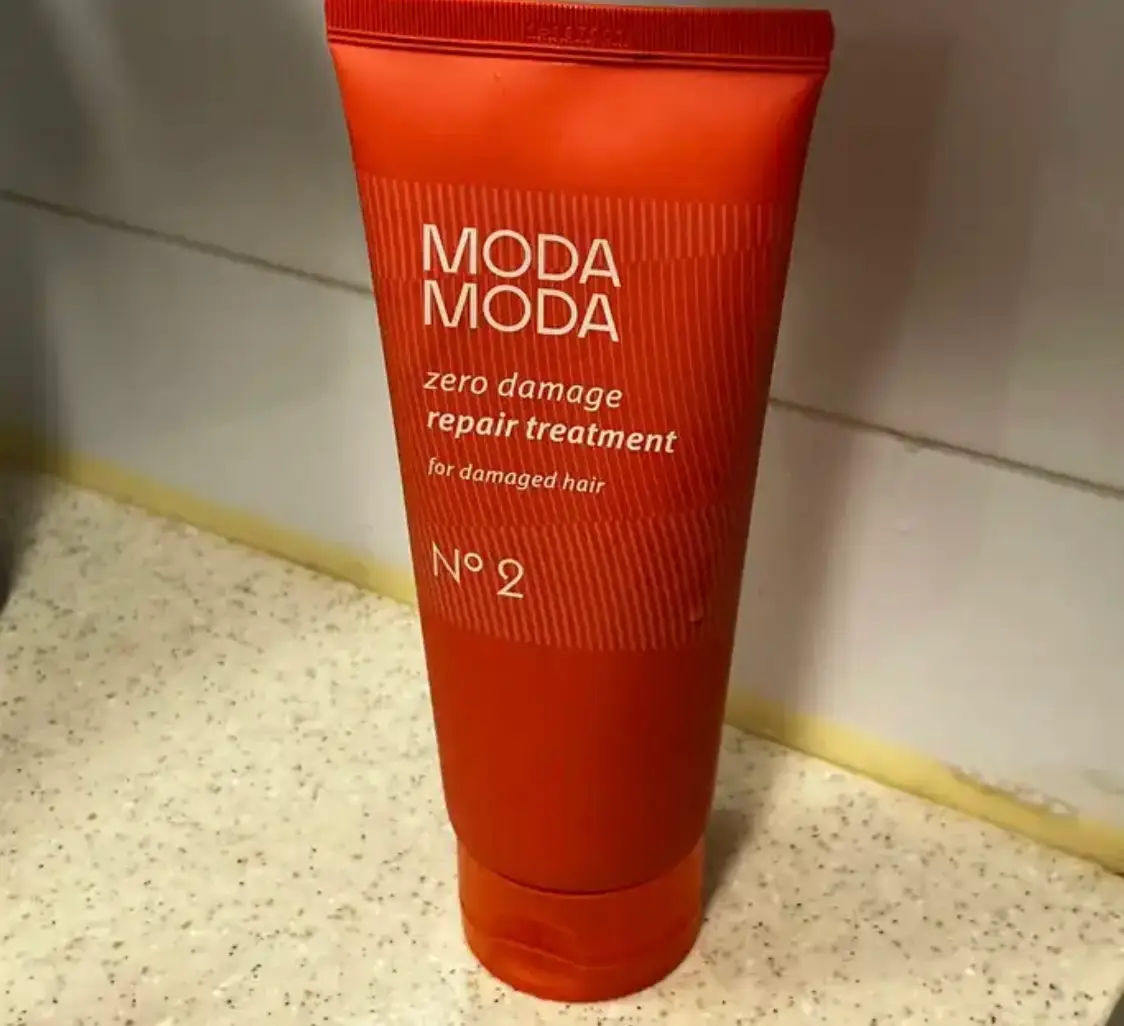 MODA
MODA
zero damage
repair treatment
for damaged hair
Nº 2